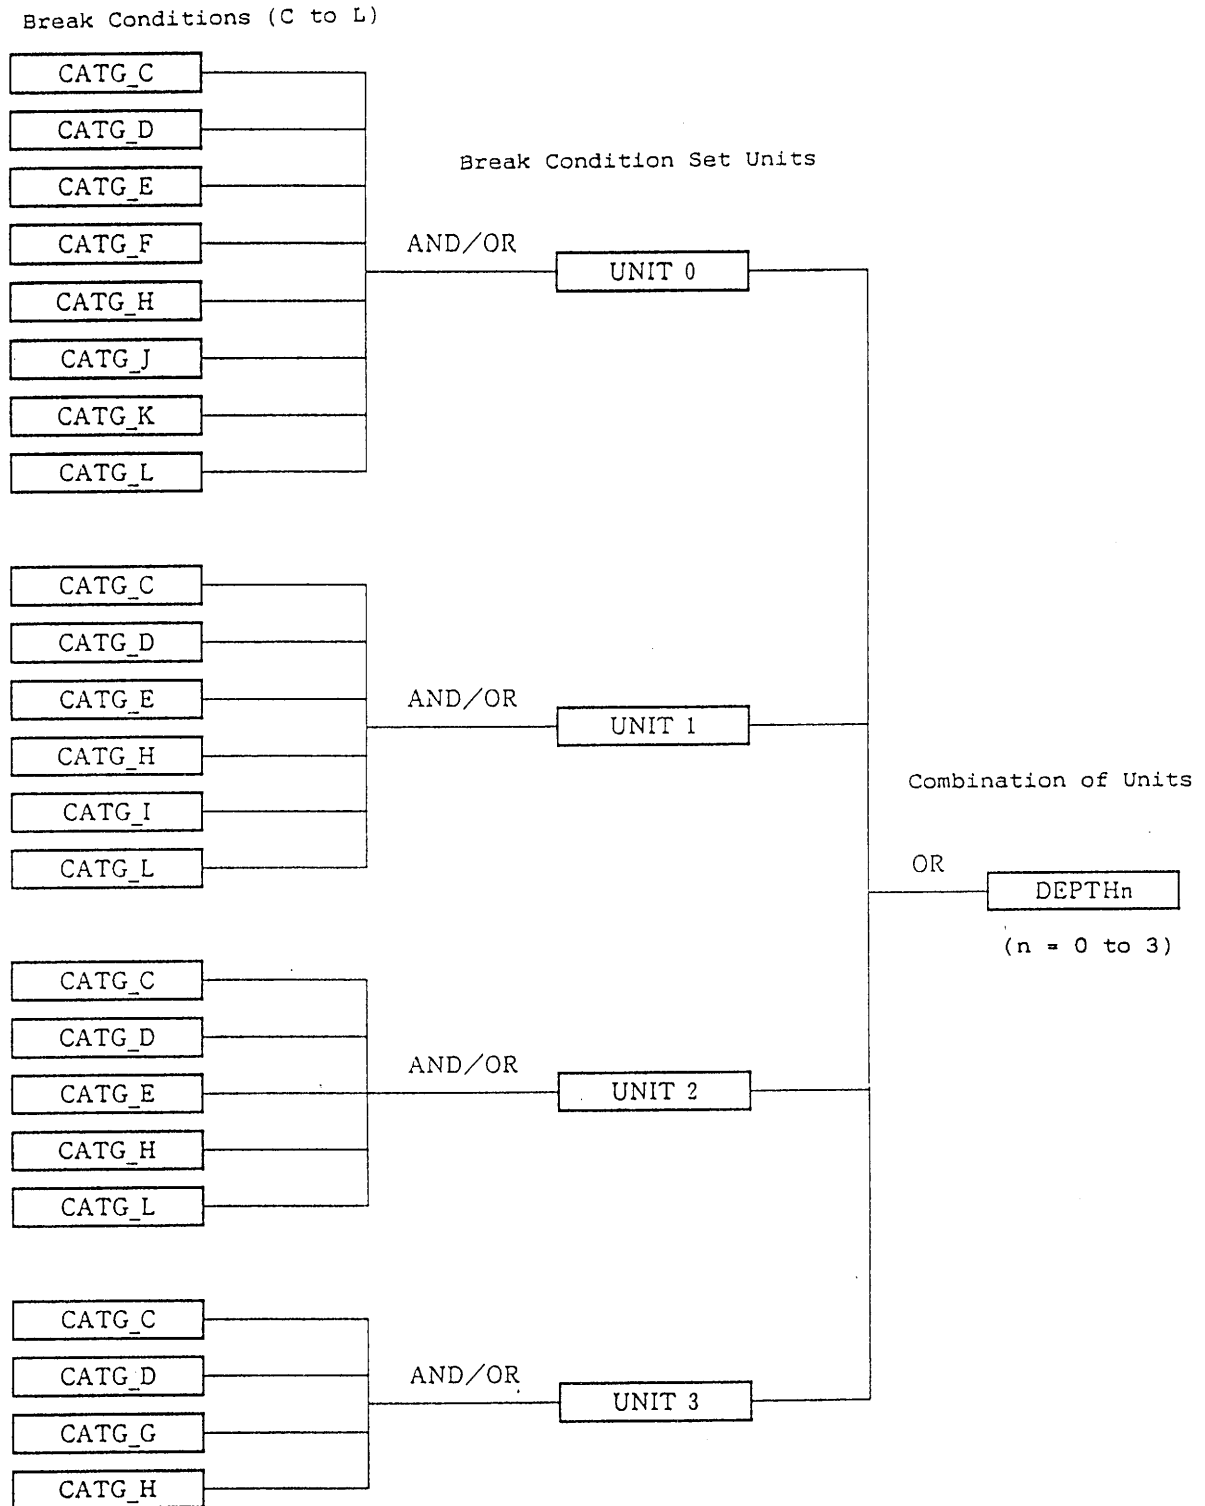 Break Conditions (C to L)
CATG_C
CATG_D
CATG_E
CATG_F
CATG_H
CATG_J
CATG_K
CATG_L
Break Condition Set Units
AND/OR
UNIT 0
CATG_C
CATG_D
CATG_E
CATG_H
CATG_I
CATG_L
AND/OR
UNIT 1
CATG_C
CATG_D
CATG_E
CATG_H
CATG_L
AND/OR
UNIT 2
CATG_C
CATG_D
CATG_G
CATG_H
AND/OR
UNIT 3
Combination of Units
OR
DEPTHn
(n = 0 to 3)